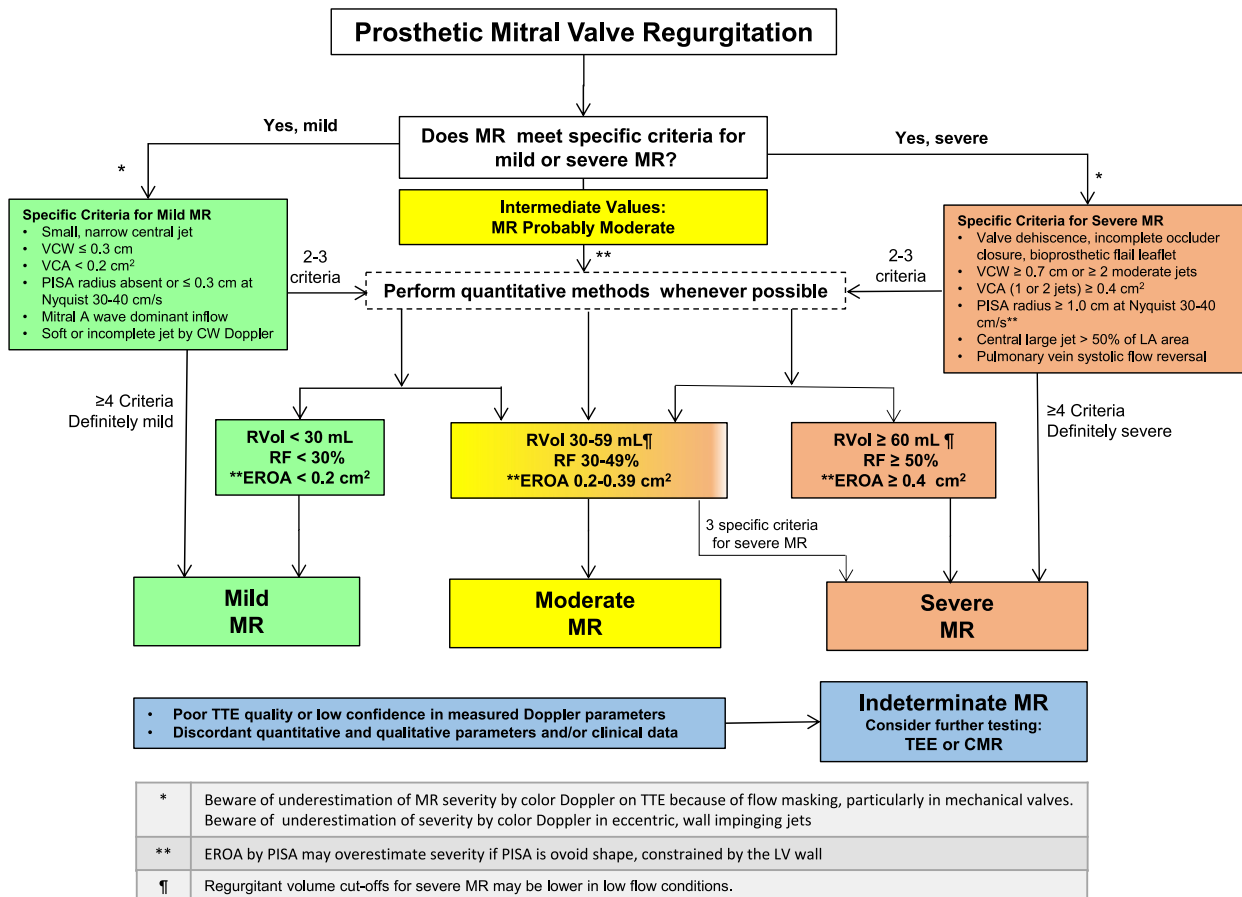 Prosthetic Mitral Valve Regurgitation
Yes, mild
Does MR meet specific criteria for
mild or severe MR?
Yes, severe
*
*
Intermediate Values:
MR Probably Moderate
**
Specific Criteria for Mild MR
• Small, narrow central jet
• VCW ≤ 0.3 cm
• VCA < 0.2 cm²
• PISA radius absent or ≤ 0.3 cm at
Nyquist 30-40 cm/s
• Mitral A wave dominant inflow
• Soft or incomplete jet by CW Doppler
2-3
criteria
Perform quantitative methods whenever possible
2-3
criteria
Specific Criteria for Severe MR
• Valve dehiscence, incomplete occluder
closure, bioprosthetic flail leaflet
• VCW ≥ 0.7 cm or ≥ 2 moderate jets
• VCA (1 or 2 jets) ≥ 0.4 cm²
• PISA radius ≥ 1.0 cm at Nyquist 30-40
cm/s**
• Central large jet > 50% of LA area
• Pulmonary vein systolic flow reversal
≥4 Criteria
Definitely mild
RVol < 30 mL
RF < 30%
**EROA < 0.2 cm²
RVol 30-59 mL¶
RF 30-49%
**EROA 0.2-0.39 cm²
RVol ≥ 60 mL ¶
RF ≥ 50%
**EROA ≥ 0.4 cm²
≥4 Criteria
Definitely severe
3 specific criteria
for severe MR
Mild
MR
Moderate
MR
Severe
MR
• Poor TTE quality or low confidence in measured Doppler parameters
• Discordant quantitative and qualitative parameters and/or clinical data
Indeterminate MR
Consider further testing:
TEE or CMR
* Beware of underestimation of MR severity by color Doppler on TTE because of flow masking, particularly in mechanical valves.
Beware of underestimation of severity by color Doppler in eccentric, wall impinging jets
** EROA by PISA may overestimate severity if PISA is ovoid shape, constrained by the LV wall
¶ Regurgitant volume cut-offs for severe MR may be lower in low flow conditions.